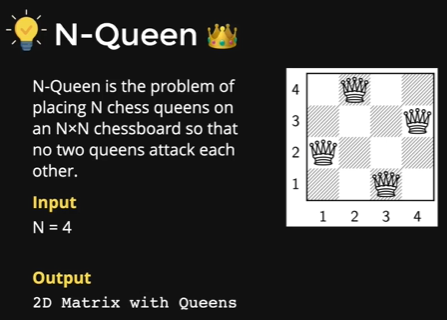 N-Queen
N-Queen is the problem of
placing N chess queens on
an N×N chessboard so that
no two queens attack each
other.
Input
N = 4
Output
2D Matrix with Queens
4
3
2
1
1 2 3 4